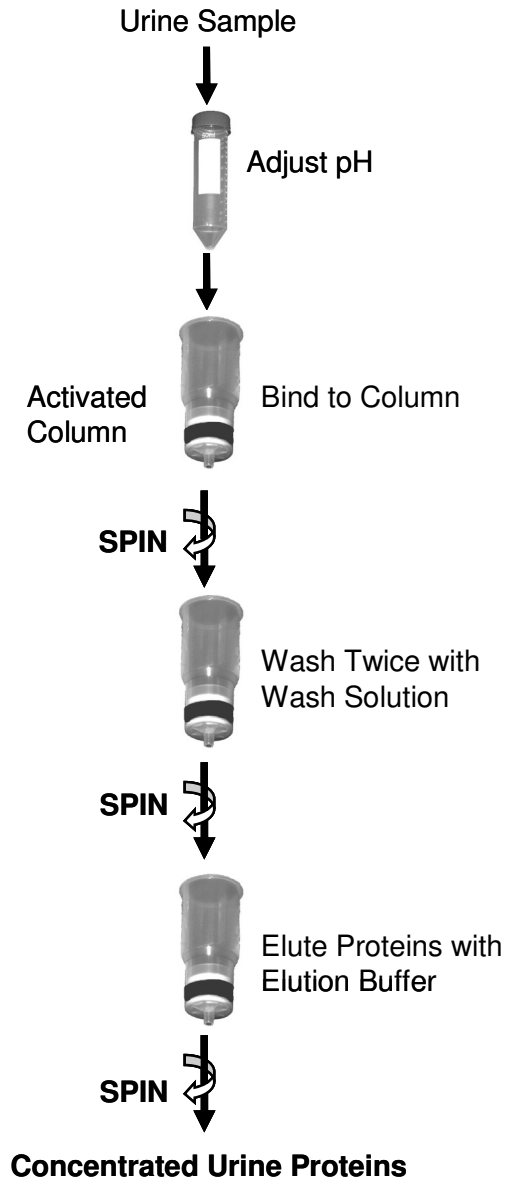 Urine Sample
Adjust pH
Activated
Column
Bind to Column
SPIN
Wash Twice with
Wash Solution
SPIN
Elute Proteins with
Elution Buffer
SPIN
Concentrated Urine Proteins